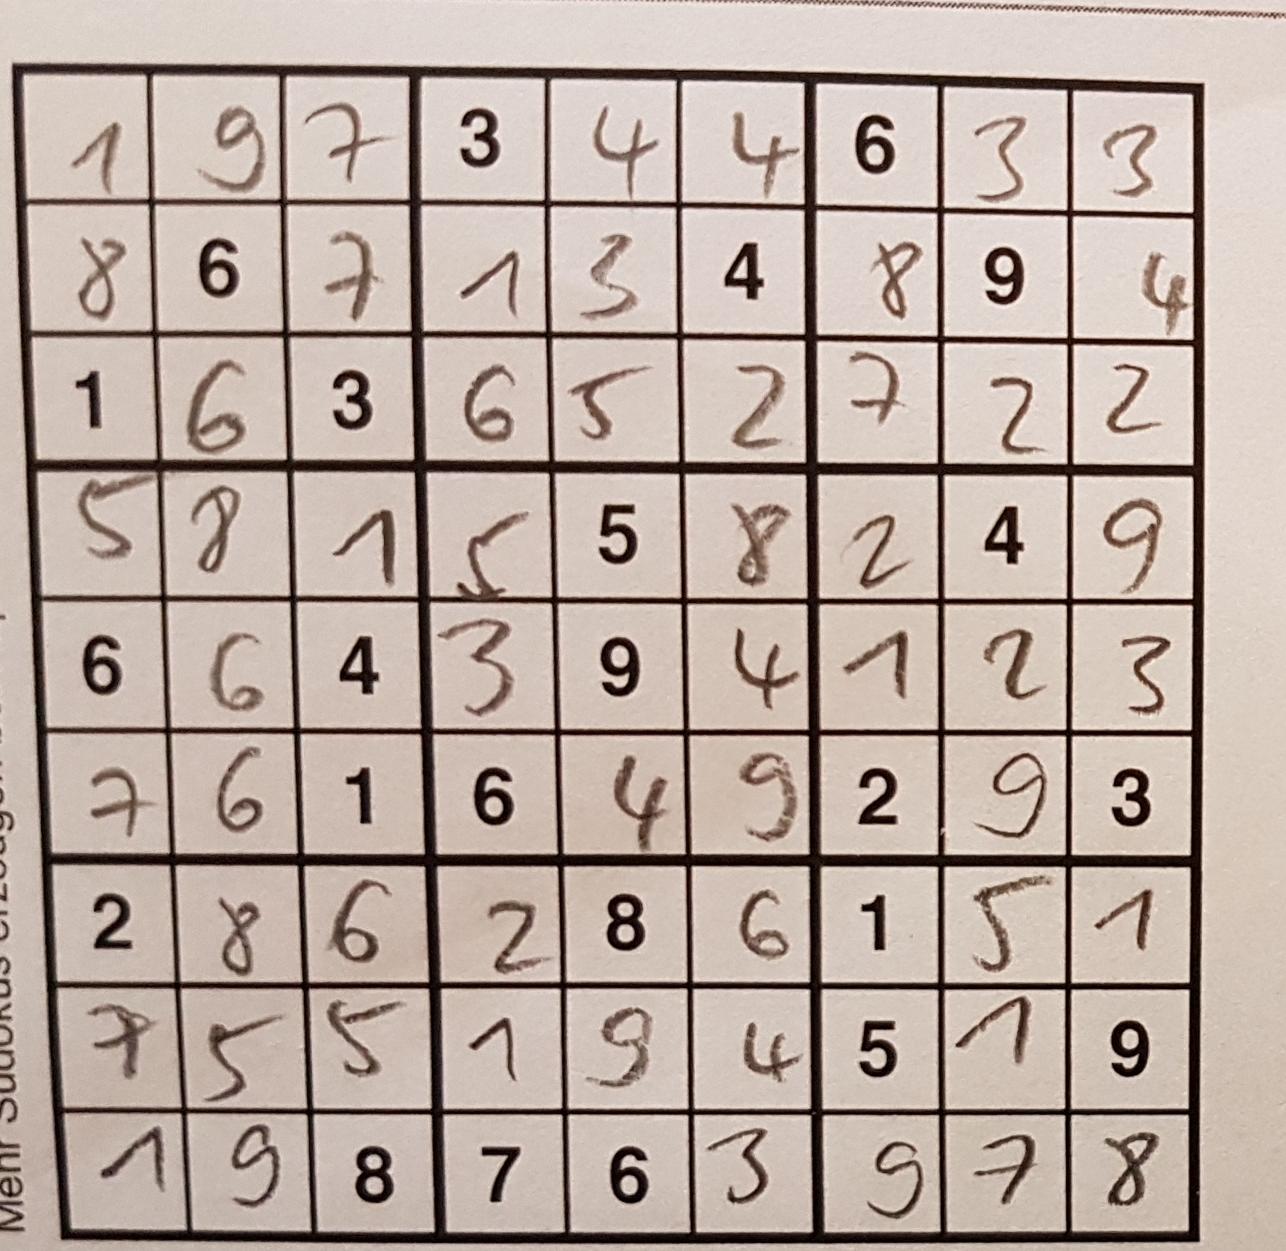 1 9 7 3 4 4 6 3 3
8 6 7 1 3 4 8 9 4
1 6 3 6 5 2 7 2 2
5 8 1 5 5 8 2 4 9
6 6 4 3 9 4 1 2 3
7 6 1 6 4 9 2 9 3
2 8 6 2 8 6 1 5 1
7 5 5 1 9 4 5 1 9
1 9 8 7 6 3 9 7 8
Mehr Sudokus